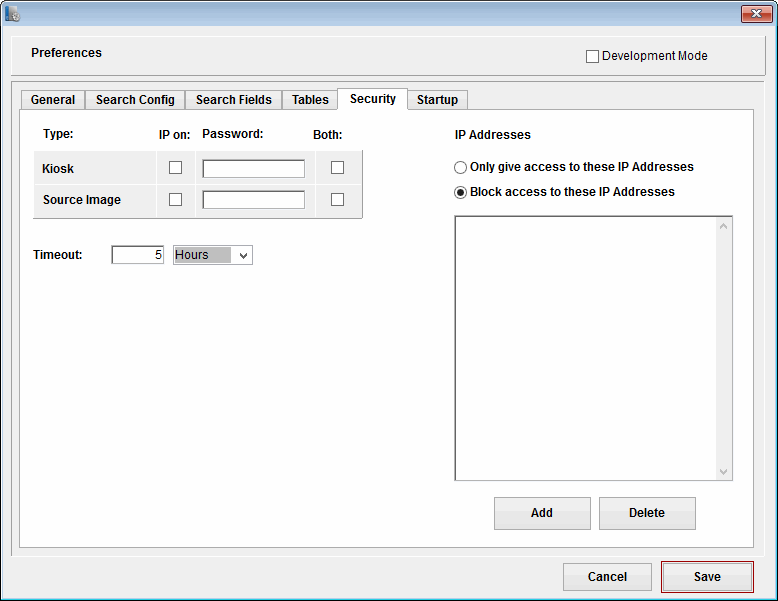 Preferences
Development Mode
General Search Config Search Fields Tables Security Startup
Type: IP on: Password: Both:
Kiosk
Source Image
Timeout: 5 Hours
IP Addresses
Only give access to these IP Addresses
Block access to these IP Addresses
Add Delete
Cancel Save